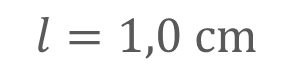 l = 1,0 cm